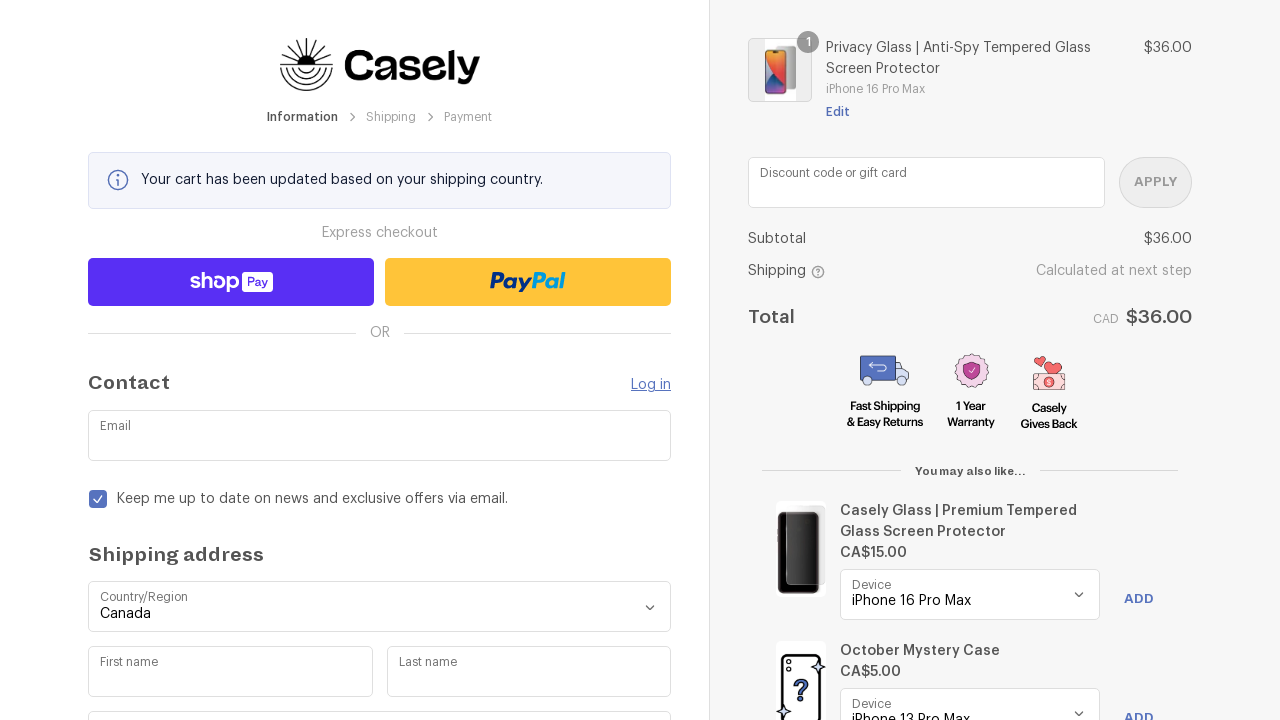 Casely
Information
Shipping
Payment
Your cart has been updated based on your shipping country.
Express checkout
shop Pay
PayPal
OR
Contact
Log in
Email
Keep me up to date on news and exclusive offers via email.
Shipping address
Country/Region
Canada
First name
Last name
1
Privacy Glass | Anti-Spy Tempered Glass
Screen Protector
$36.00
iPhone 16 Pro Max
Edit
Discount code or gift card
APPLY
Subtotal
$36.00
Shipping
Calculated at next step
Total
CAD $36.00
Fast Shipping
& Easy Returns
1 Year
Warranty
Casely
Gives Back
You may also like...
Casely Glass | Premium Tempered
Glass Screen Protector
CA$15.00
Device
iPhone 16 Pro Max
ADD
October Mystery Case
CA$5.00
Device
iPhone 13 Pro Max
ADD